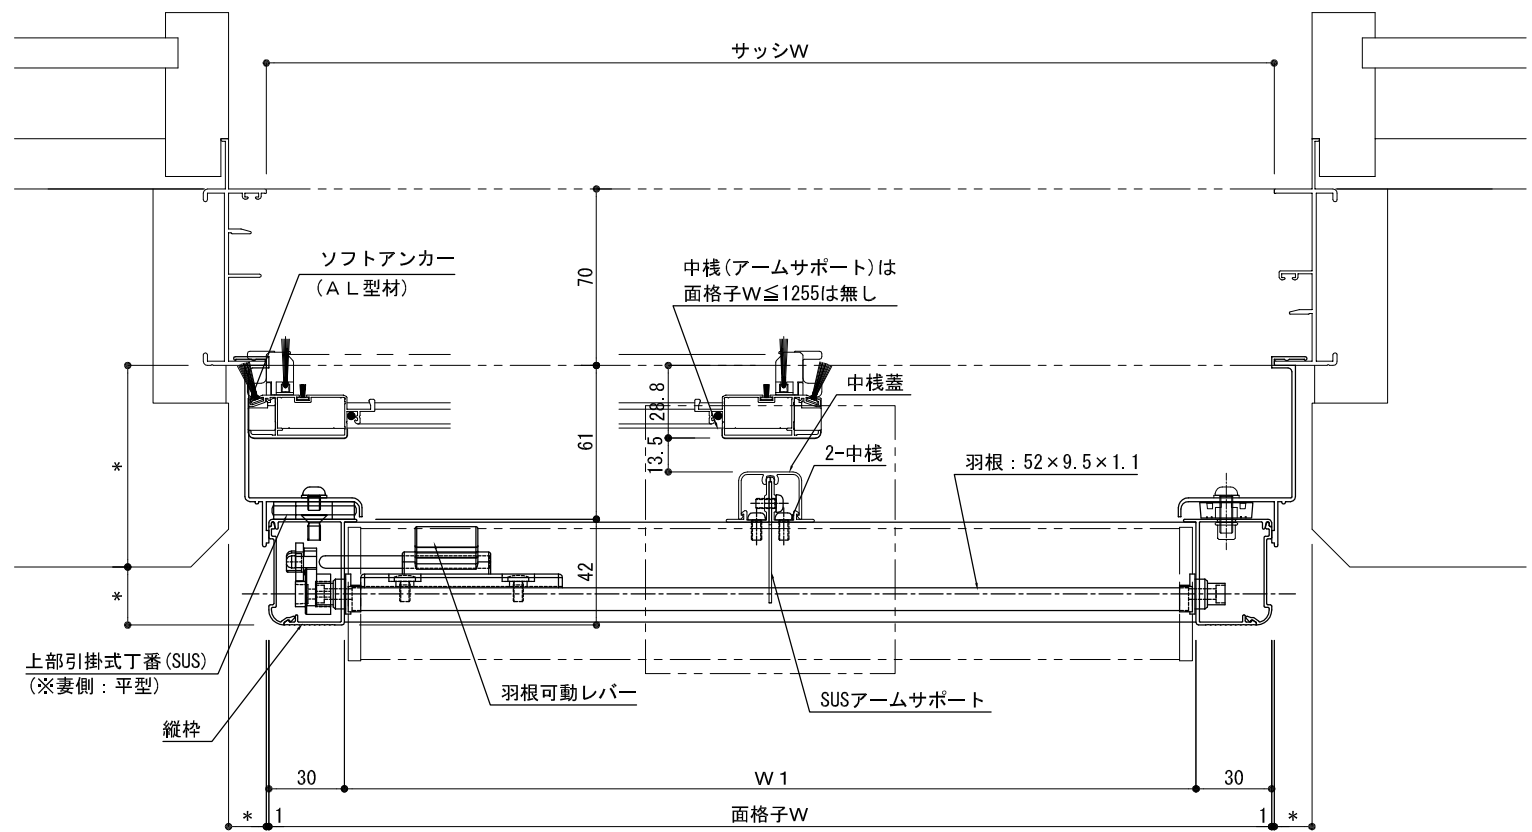 サッシW
ソフトアンカー
（ＡＬ型材）
中桟(アームサポート)は
面格子W≦1255は無し
70
中桟蓋
28.8
61
13.5
2-中桟
羽根：52×9.5×1.1
*
42
*
上部引掛式丁番(SUS)
(※妻側：平型)
羽根可動レバー
SUSアームサポート
縦枠
30
W1
30
*
1
面格子W
1
*